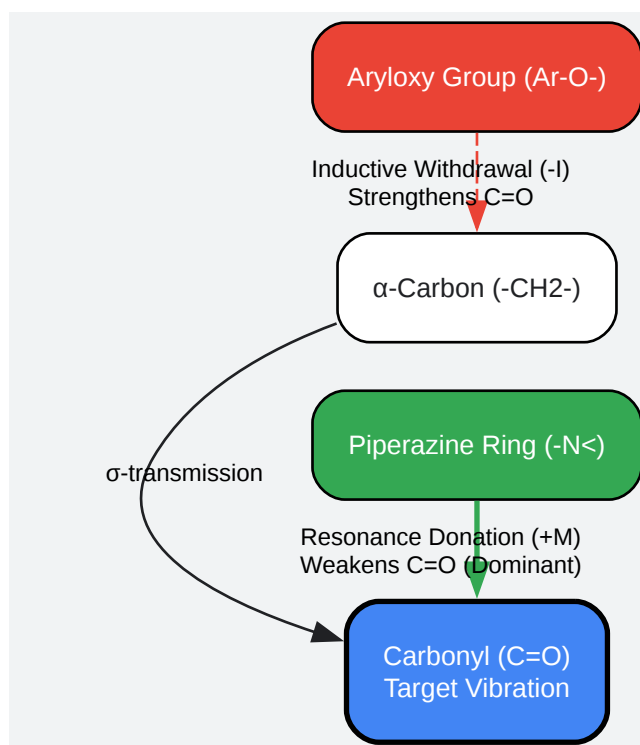 Aryloxy Group (Ar-O-)
Inductive Withdrawal (-I)
Strengthens C=O
α-Carbon (-CH2-)
Piperazine Ring (-N<)
σ-transmission
Resonance Donation (+M)
Weakens C=O (Dominant)
Carbonyl (C=O)
Target Vibration